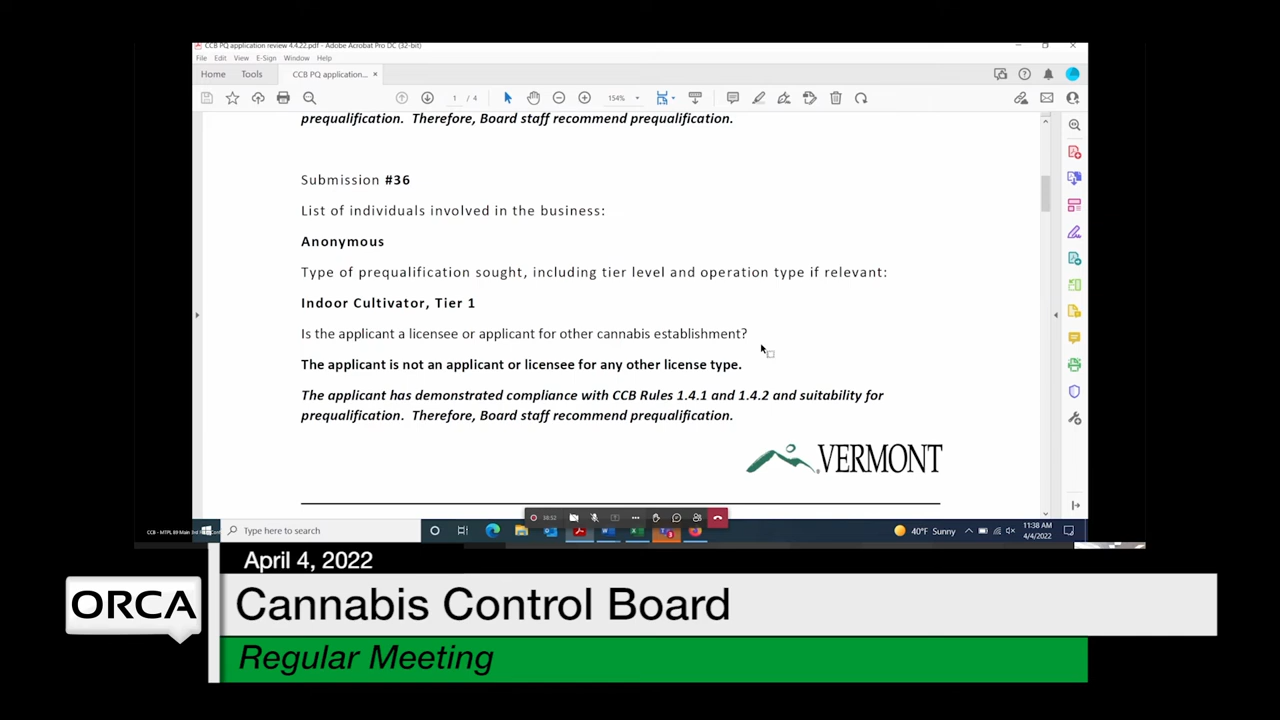 CCB PQ application review 4.4.22.pdf - Adobe Acrobat Pro DC (32-bit)
File Edit View E-Sign Window Help
Home Tools CCB PQ application... ×
1 / 4 154%
prequalification. Therefore, Board staff recommend prequalification.
Submission #36
List of individuals involved in the business:
Anonymous
Type of prequalification sought, including tier level and operation type if relevant:
Indoor Cultivator, Tier 1
Is the applicant a licensee or applicant for other cannabis establishment?
The applicant is not an applicant or licensee for any other license type.
The applicant has demonstrated compliance with CCB Rules 1.4.1 and 1.4.2 and suitability for
prequalification. Therefore, Board staff recommend prequalification.
VERMONT
38:52
Type here to search
40°F Sunny
11:38 AM
4/4/2022
April 4, 2022
ORCA
Cannabis Control Board
Regular Meeting